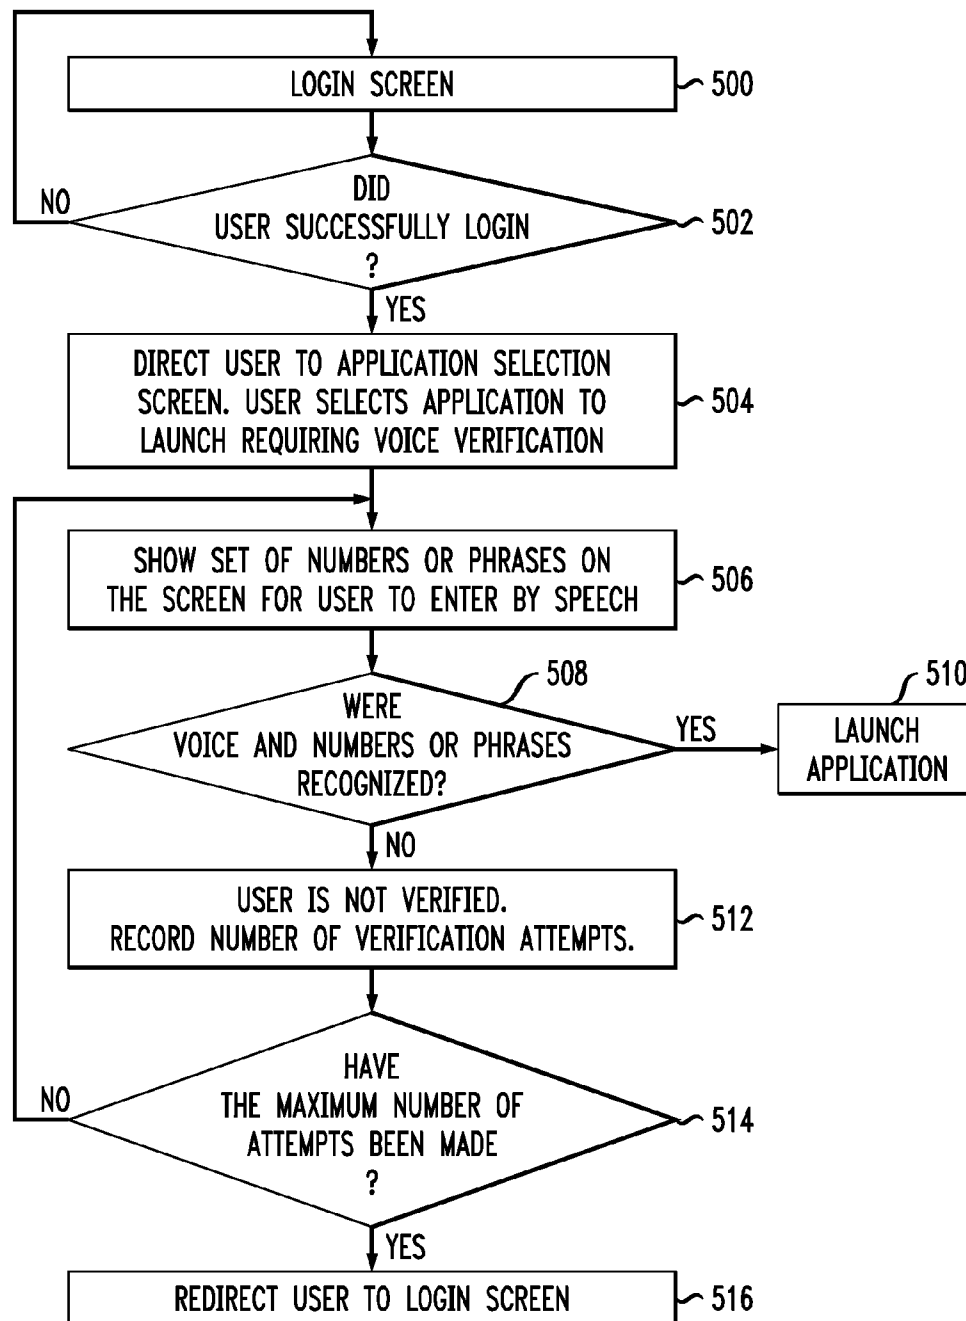 LOGIN SCREEN
500
DID
USER SUCCESSFULLY LOGIN
?
502
NO
YES
DIRECT USER TO APPLICATION SELECTION
SCREEN. USER SELECTS APPLICATION TO
LAUNCH REQUIRING VOICE VERIFICATION
504
SHOW SET OF NUMBERS OR PHRASES ON
THE SCREEN FOR USER TO ENTER BY SPEECH
506
508
WERE
VOICE AND NUMBERS OR PHRASES
RECOGNIZED?
YES
510
LAUNCH
APPLICATION
NO
USER IS NOT VERIFIED.
RECORD NUMBER OF VERIFICATION ATTEMPTS.
512
HAVE
THE MAXIMUM NUMBER OF
ATTEMPTS BEEN MADE
?
514
NO
YES
REDIRECT USER TO LOGIN SCREEN
516